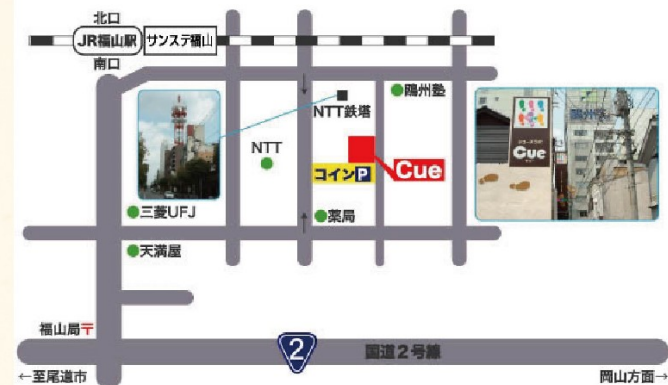 北口
JR福山駅
サンステ福山
南口
鴎州塾
NTT鉄塔
NTT
コインP
Cue
Cue
三菱UFJ
薬局
天満屋
福山局〒
2
国道2号線
←至尾道市
岡山方面→